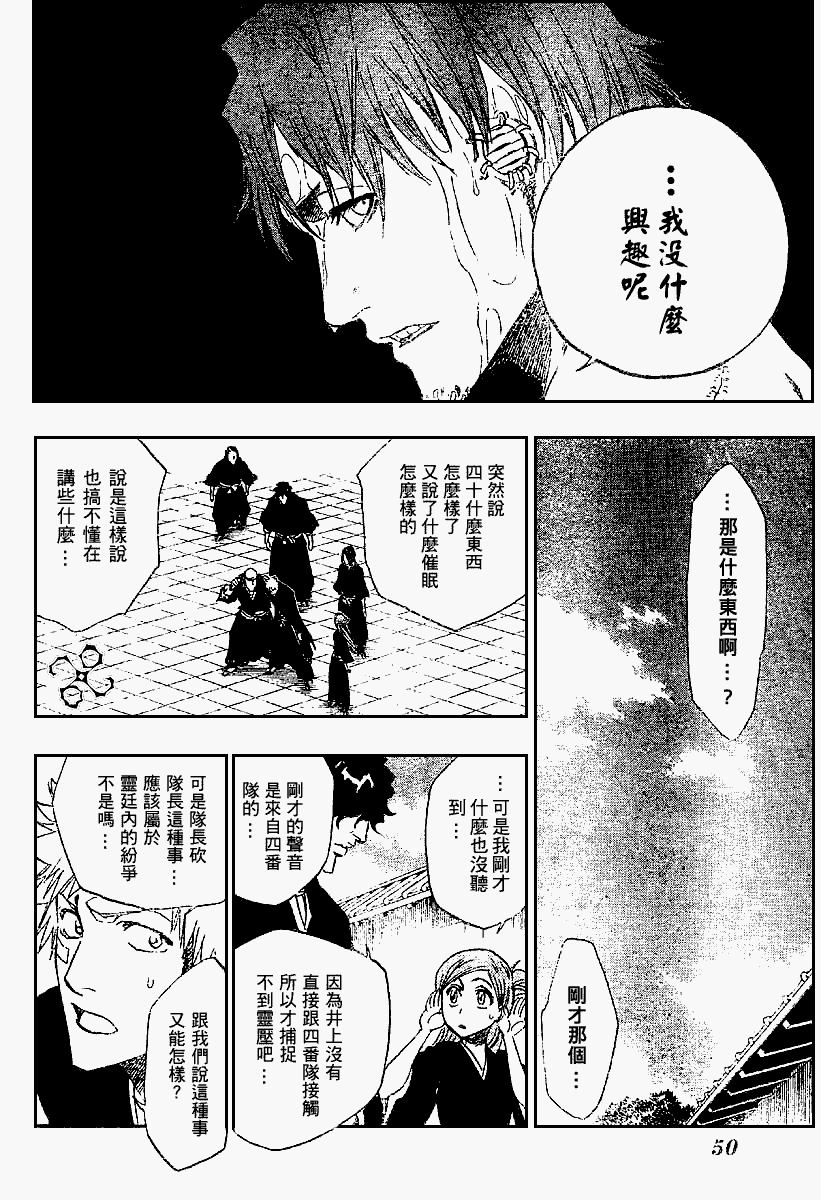 …我没什麼
興趣呢
…那是什麼東西啊…?
剛才那個…
突然說
四十什麼東西
怎麼樣了
又說了什麼催眠
怎麼樣的
說是這樣說
也搞不懂在
講些什麼…
…可是我剛才
什麼也沒聽
到…
剛才的聲音
是來自四番
隊的…
因為井上沒有
直接跟四番隊接觸
所以才捕捉
不到靈壓吧…
可是隊長砍
隊長這種事…
應該屬於
靈廷內的紛爭
不是嗎…
跟我們說這種事
又能怎樣?
50